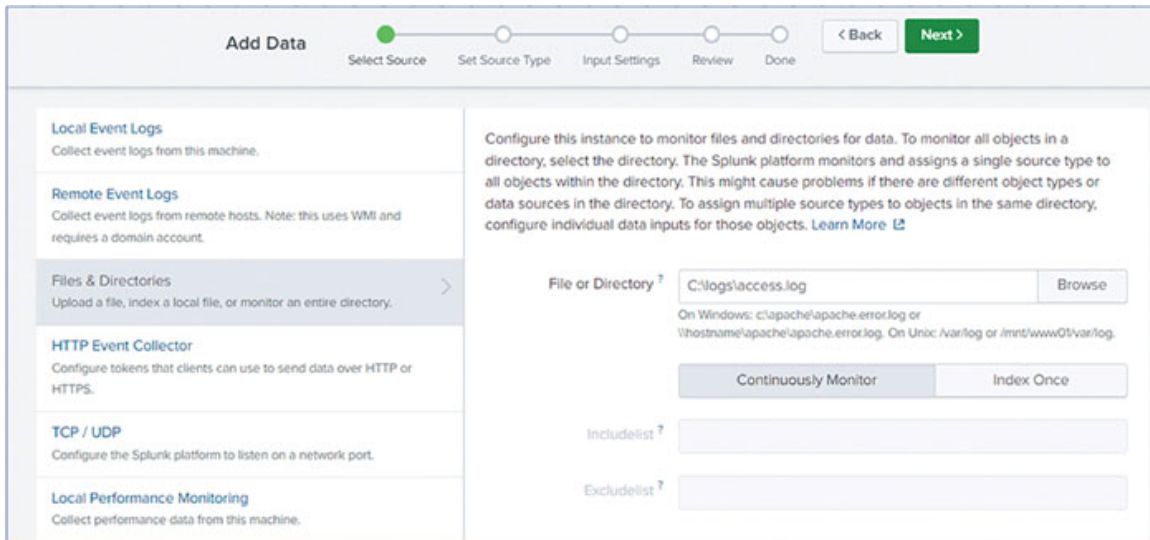 Add Data
Select Source
Set Source Type
Input Settings
Review
Done
< Back
Next >
Local Event Logs
Collect event logs from this machine.
Remote Event Logs
Collect event logs from remote hosts. Note: this uses WMI and
requires a domain account.
Files & Directories
Upload a file, index a local file, or monitor an entire directory.
HTTP Event Collector
Configure tokens that clients can use to send data over HTTP or
HTTPS.
TCP / UDP
Configure the Splunk platform to listen on a network port.
Local Performance Monitoring
Collect performance data from this machine.
Configure this instance to monitor files and directories for data. To monitor all objects in a
directory, select the directory. The Splunk platform monitors and assigns a single source type to
all objects within the directory. This might cause problems if there are different object types or
data sources in the directory. To assign multiple source types to objects in the same directory,
configure individual data inputs for those objects. Learn More
File or Directory ?
C:\logs\access.log
Browse
On Windows: c:\apache\apache.error.log or
\\hostname\apache\apache.error.log. On Unix: /var/log or /mnt/www01/var/log.
Continuously Monitor
Index Once
Includelist ?
Excludelist ?